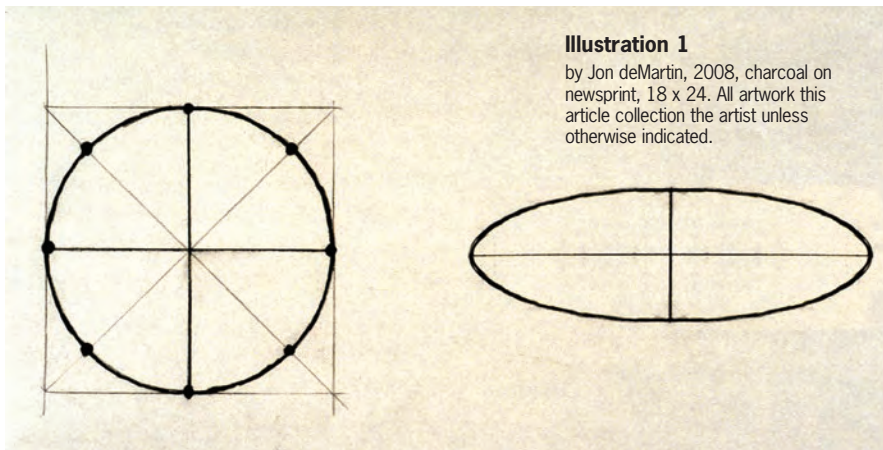 Illustration 1
by Jon deMartin, 2008, charcoal on
newsprint, 18 x 24. All artwork this
article collection the artist unless
otherwise indicated.